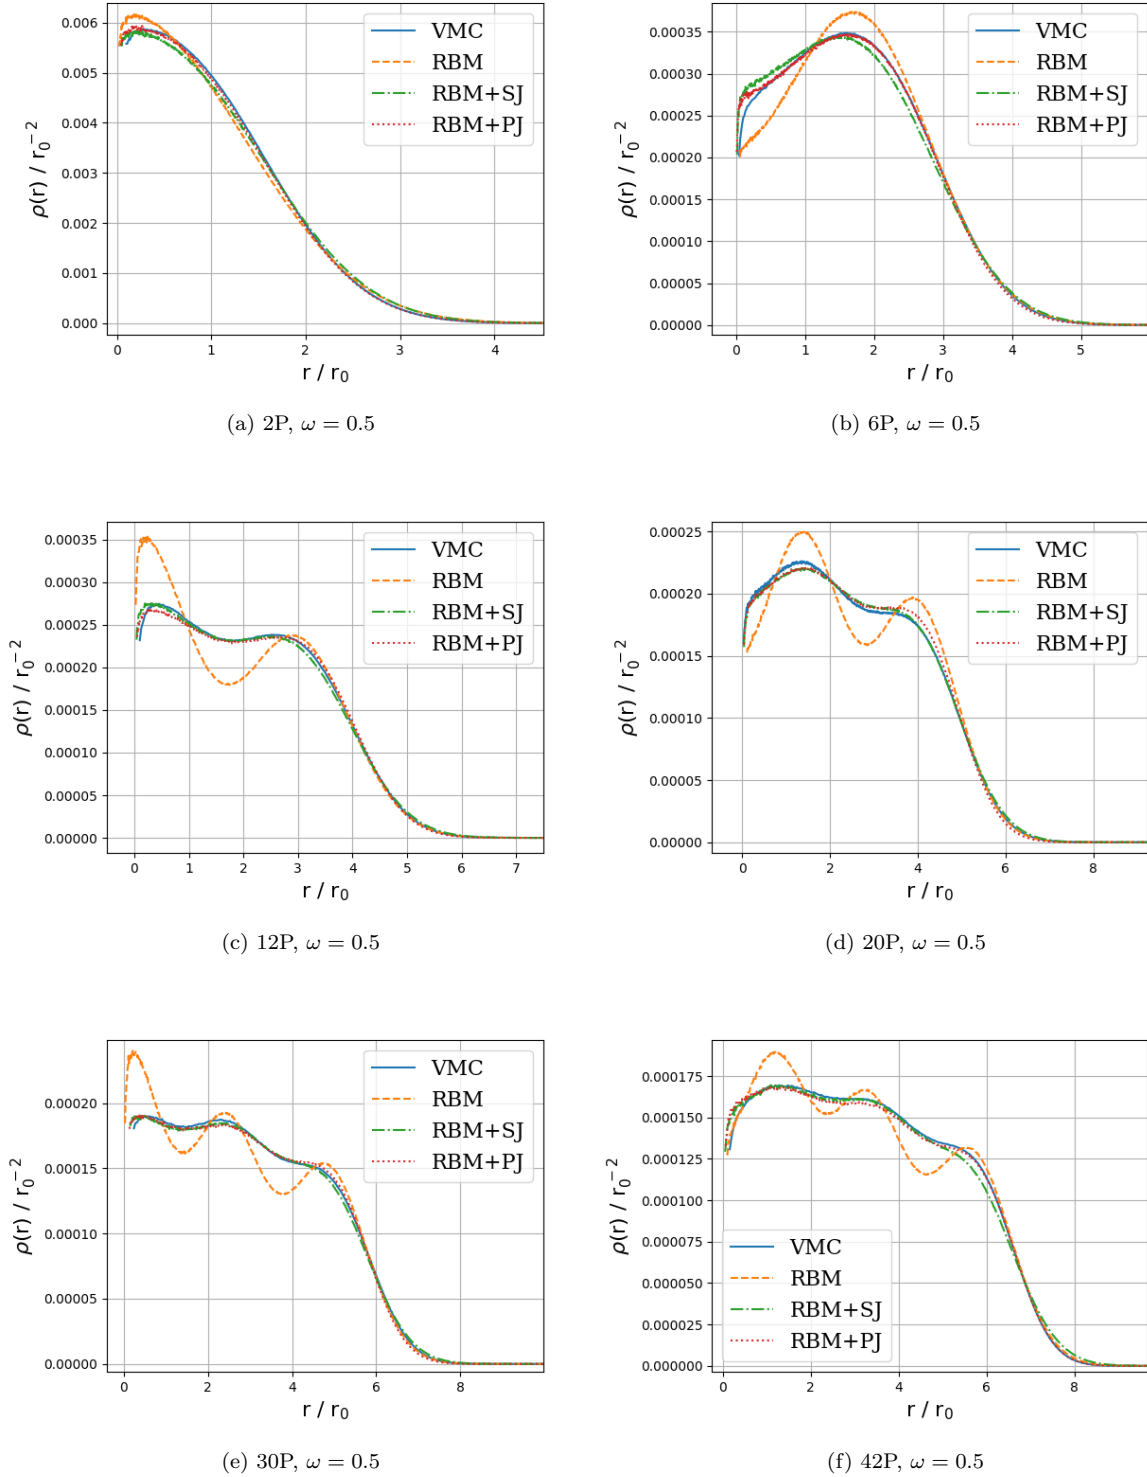 0.006
0.005
0.004
0.003
0.002
0.001
0.000
ρ(r) / r₀⁻²
VMC
RBM
RBM+SJ
RBM+PJ
0 1 2 3 4
r / r₀
(a) 2P, ω = 0.5
0.00035
0.00030
0.00025
0.00020
0.00015
0.00010
0.00005
0.00000
ρ(r) / r₀⁻²
VMC
RBM
RBM+SJ
RBM+PJ
0 1 2 3 4 5
r / r₀
(b) 6P, ω = 0.5
0.00035
0.00030
0.00025
0.00020
0.00015
0.00010
0.00005
0.00000
ρ(r) / r₀⁻²
VMC
RBM
RBM+SJ
RBM+PJ
0 1 2 3 4 5 6 7
r / r₀
(c) 12P, ω = 0.5
0.00025
0.00020
0.00015
0.00010
0.00005
0.00000
ρ(r) / r₀⁻²
VMC
RBM
RBM+SJ
RBM+PJ
0 2 4 6 8
r / r₀
(d) 20P, ω = 0.5
0.00020
0.00015
0.00010
0.00005
0.00000
ρ(r) / r₀⁻²
VMC
RBM
RBM+SJ
RBM+PJ
0 2 4 6 8
r / r₀
(e) 30P, ω = 0.5
0.000175
0.000150
0.000125
0.000100
0.000075
0.000050
0.000025
0.000000
ρ(r) / r₀⁻²
VMC
RBM
RBM+SJ
RBM+PJ
0 2 4 6 8
r / r₀
(f) 42P, ω = 0.5